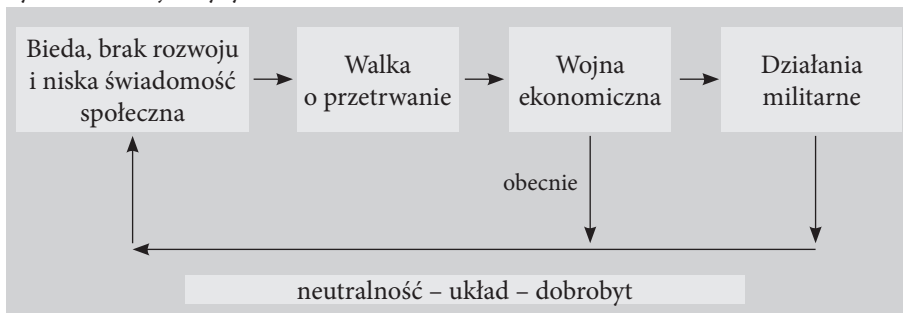 Bieda, brak rozwoju
i niska świadomość
społeczna
Walka
o przetrwanie
Wojna
ekonomiczna
Działania
militarne
obecnie
neutralność – układ – dobrobyt